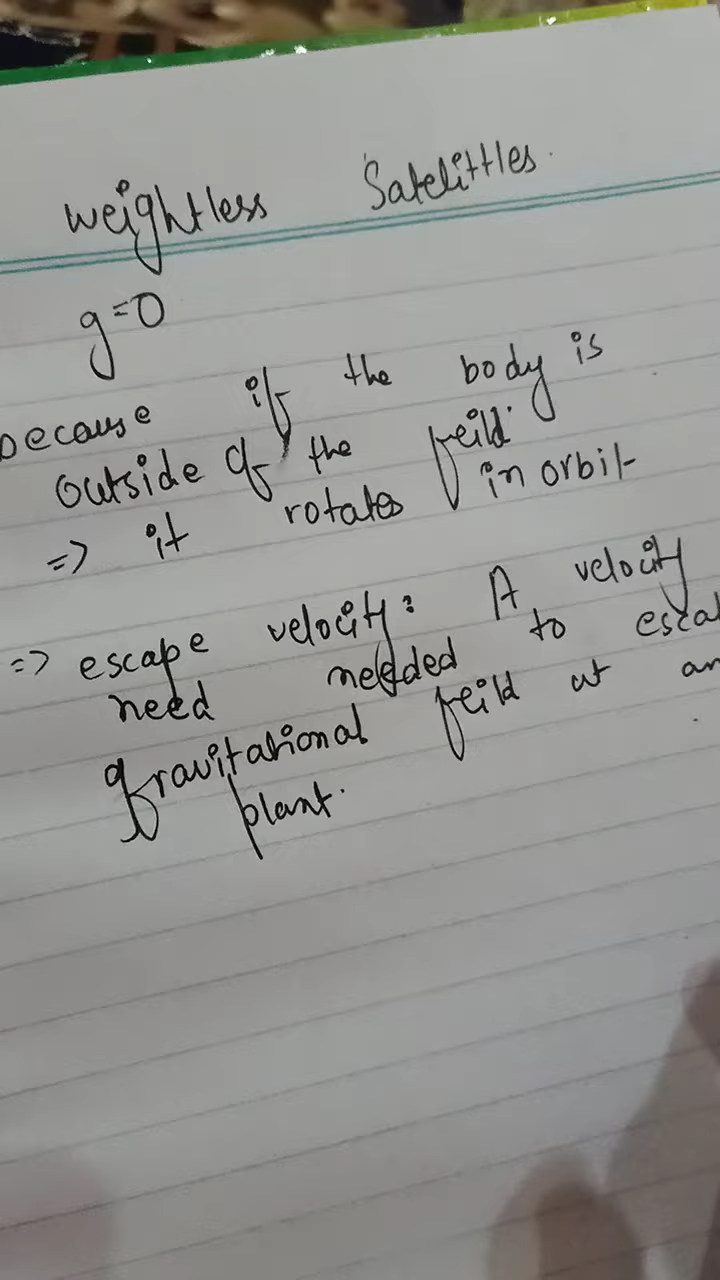 weightless Satelittles.
g=0
because if the body is
outside of the feild.
=> it rotates in orbit
=> escape velocity: A velocity
need needed to escap
gravitational feild at an
plant.